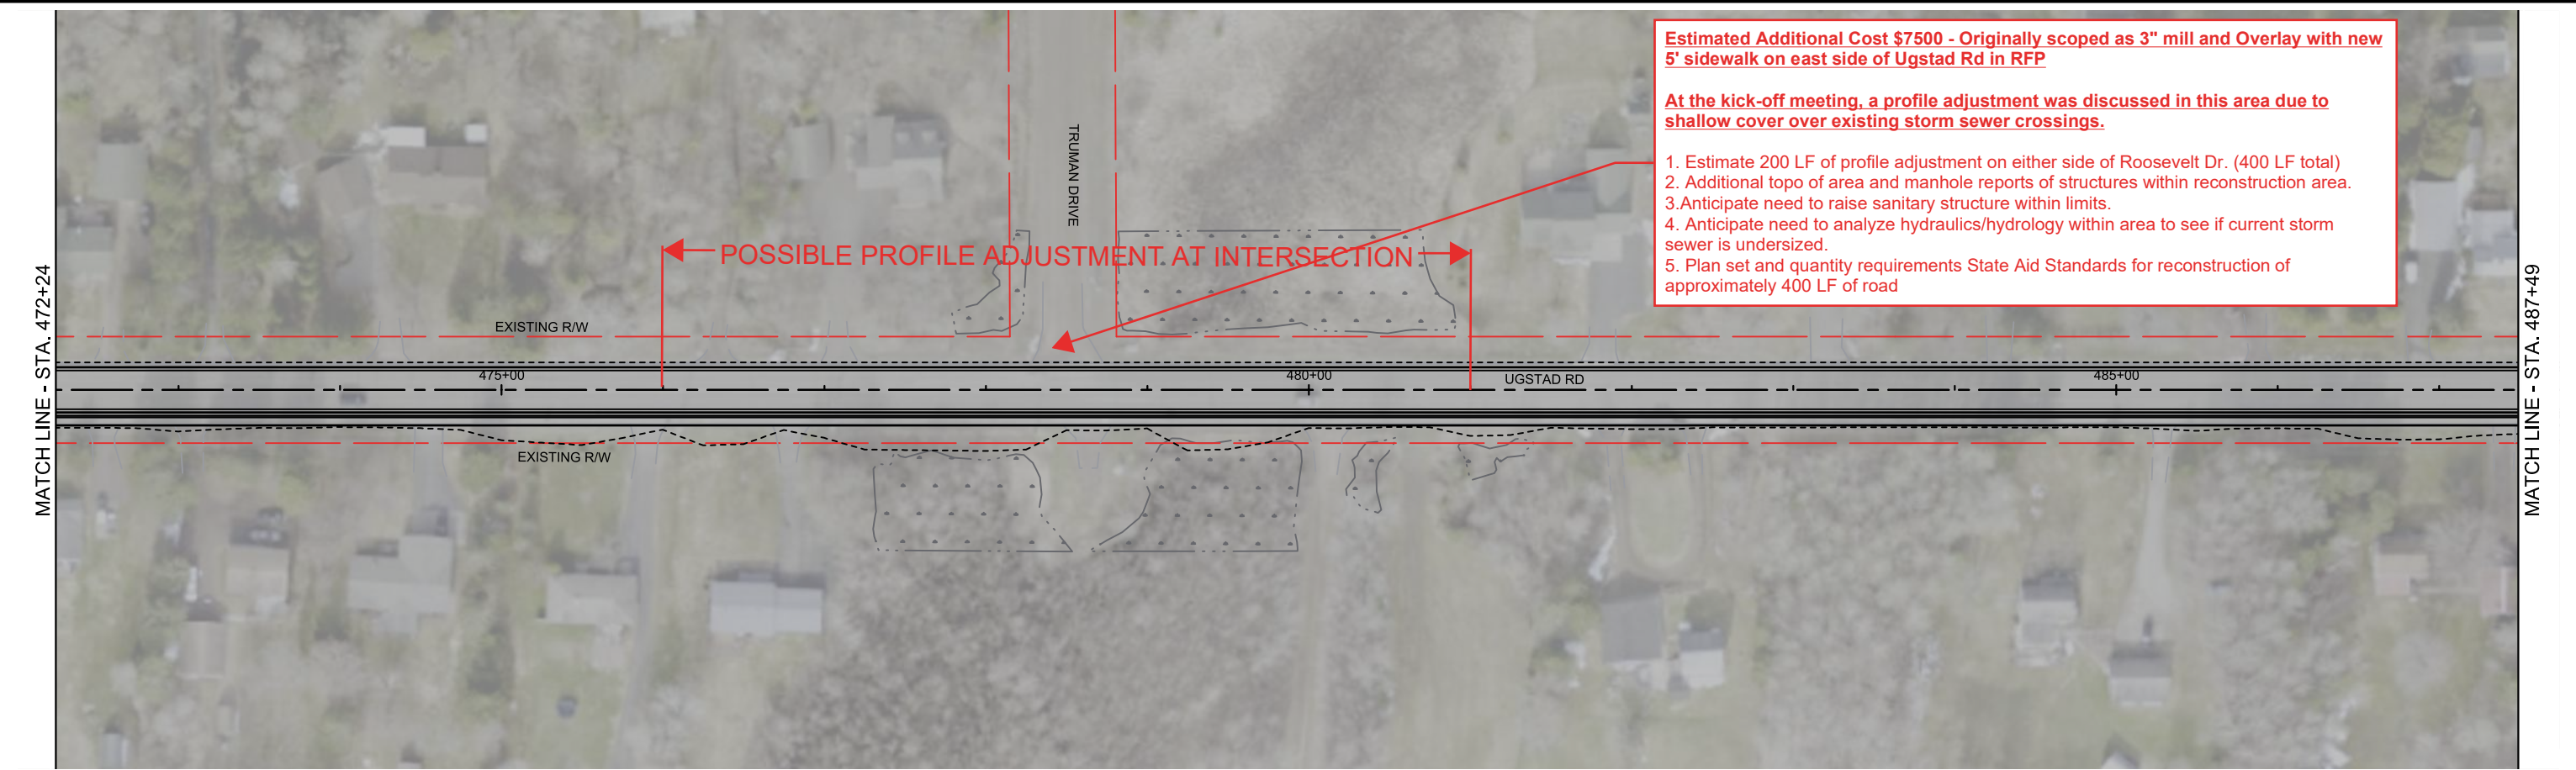 Estimated Additional Cost $7500 - Originally scoped as 3" mill and Overlay with new
5' sidewalk on east side of Ugstad Rd in RFP
At the kick-off meeting, a profile adjustment was discussed in this area due to
shallow cover over existing storm sewer crossings.
1. Estimate 200 LF of profile adjustment on either side of Roosevelt Dr. (400 LF total)
2. Additional topo of area and manhole reports of structures within reconstruction area.
3.Anticipate need to raise sanitary structure within limits.
4. Anticipate need to analyze hydraulics/hydrology within area to see if current storm
sewer is undersized.
5. Plan set and quantity requirements State Aid Standards for reconstruction of
approximately 400 LF of road
TRUMAN DRIVE
POSSIBLE PROFILE ADJUSTMENT AT INTERSECTION
MATCH LINE - STA. 472+24
MATCH LINE - STA. 487+49
EXISTING R/W
475+00
480+00
UGSTAD RD
485+00
EXISTING R/W